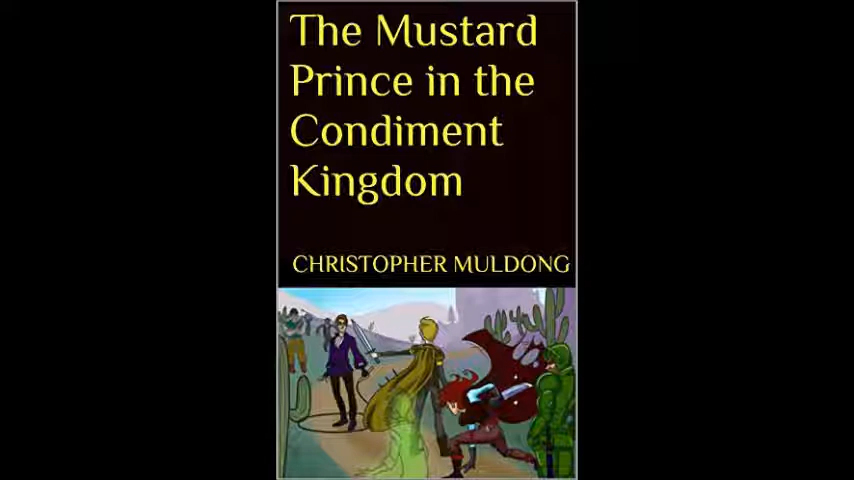 The Mustard
Prince in the
Condiment
Kingdom
CHRISTOPHER MULDONG